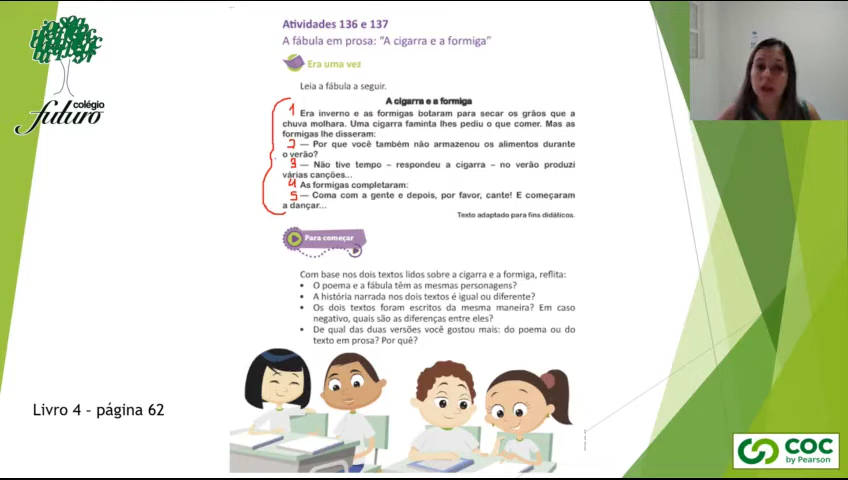 colégio
futuro
Atividades 136 e 137
A fábula em prosa: "A cigarra e a formiga"
Era uma vez
Leia a fábula a seguir.
A cigarra e a formiga
1 Era inverno e as formigas botaram para secar os grãos que a
chuva molhara. Uma cigarra faminta lhes pediu o que comer. Mas as
formigas lhe disseram:
2 — Por que você também não armazenou os alimentos durante
o verão?
3 — Não tive tempo – respondeu a cigarra – no verão produzi
várias canções...
4 As formigas completaram:
5 — Coma com a gente e depois, por favor, cante! E começaram
a dançar...
Texto adaptado para fins didáticos.
Para começar
Com base nos dois textos lidos sobre a cigarra e a formiga, reflita:
• O poema e a fábula têm as mesmas personagens?
• A história narrada nos dois textos é igual ou diferente?
• Os dois textos foram escritos da mesma maneira? Em caso
negativo, quais são as diferenças entre eles?
• De qual das duas versões você gostou mais: do poema ou do
texto em prosa? Por quê?
Livro 4 – página 62
COC
by Pearson